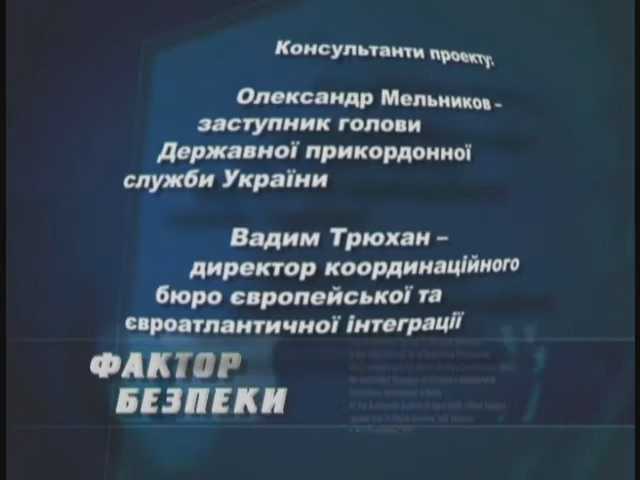 Консультанти проекту:
Олександр Мельников –
заступник голови
Державної прикордонної
служби України
Вадим Трюхан –
директор координаційного
бюро європейської та
євроатлантичної інтеграції
ФАКТОР
БЕЗПЕКИ